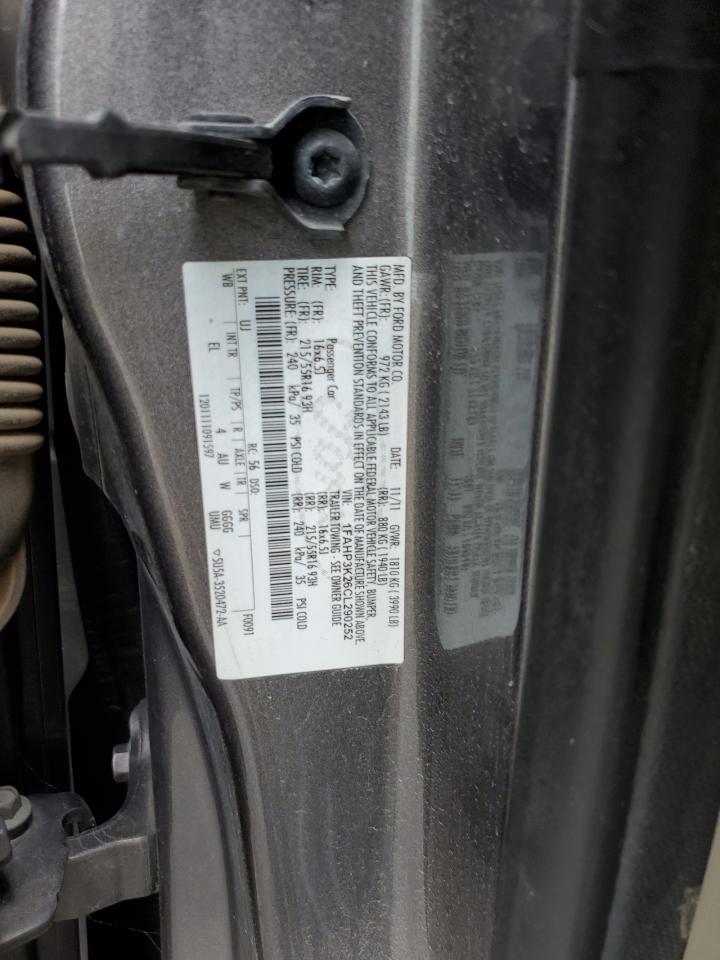 MFD. BY FORD MOTOR CO.
DATE: 11/11 GVWR: 1810 KG ( 3990 LB)
GAWR: (FR): 972 KG ( 2143 LB) (RR): 880 KG ( 1940 LB)
THIS VEHICLE CONFORMS TO ALL APPLICABLE FEDERAL MOTOR VEHICLE SAFETY, BUMPER,
AND THEFT PREVENTION STANDARDS IN EFFECT ON THE DATE OF MANUFACTURE SHOWN ABOVE.
VIN: 1FAHP3K26CL290252
TYPE: Passenger Car TRAILER TOWING - SEE OWNER GUIDE
RIM: (FR): 16x6.5J (RR): 16x6.5J
TIRE: (FR): 215/55R16 93H (RR): 215/55R16 93H
PRESSURE (FR): 240 kPa/ 35 PSI COLD (RR): 240 kPa/ 35 PSI COLD
RC: 56 DSO: F0091
EXT PNT: UJ INT TR TP/PS R AXLE TR SPR
WB EL 4 AU W GGGG UMU
1201111091597 5U5A-3520472-AA